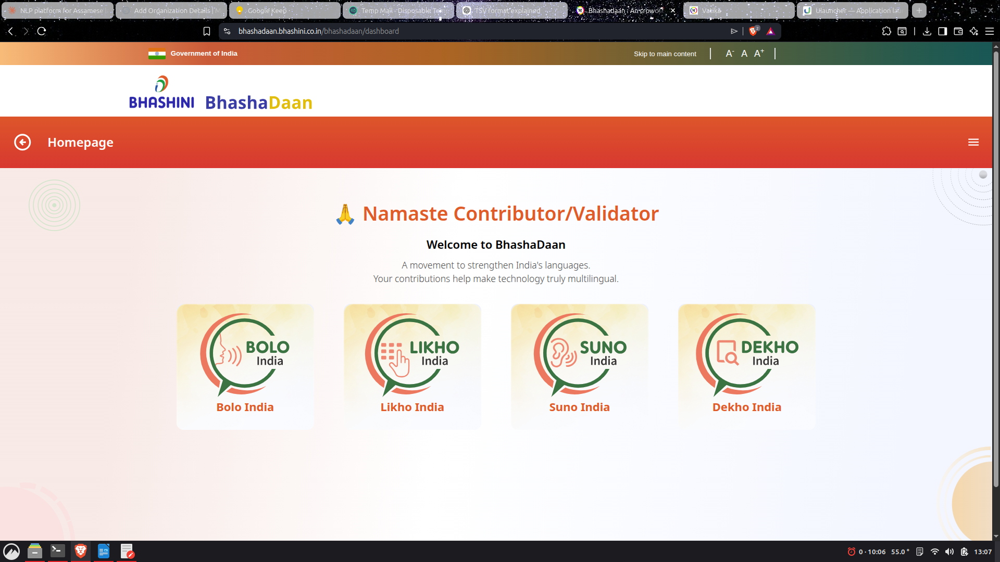 NLP platform for Assamese
Add Organization Details | M
Google Keep
Temp Mail - Disposable Te
TSV format explained
Bhashadaan : An crowd
Vatika
Ulauncher — Application la
bhashadaan.bhashini.co.in/bhashadaan/dashboard
2
Government of India
Skip to main content
A- A A+
BHASHINI BhashaDaan
Homepage
🙏 Namaste Contributor/Validator
Welcome to BhashaDaan
A movement to strengthen India's languages.
Your contributions help make technology truly multilingual.
BOLO India
LIKHO India
SUNO India
DEKHO India
Bolo India
Likho India
Suno India
Dekho India
0 · 10:06 55.0 ° 13:07